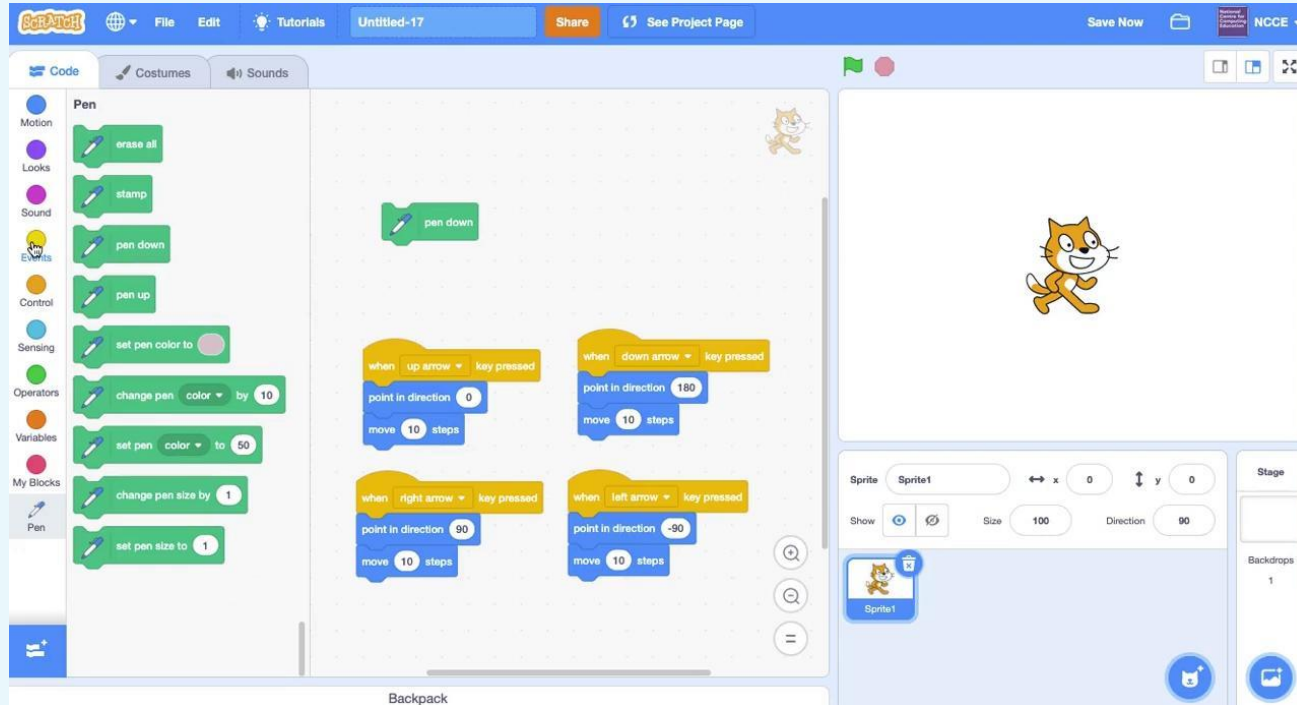 SCRATCH File Edit Tutorials Untitled-17 Share See Project Page Save Now NCCE
National Centre for Computing Education
Code Costumes Sounds
Motion
Looks
Sound
Events
Control
Sensing
Operators
Variables
My Blocks
Pen
Pen
erase all
stamp
pen down
pen up
set pen color to
change pen color by 10
set pen color to 50
change pen size by 1
set pen size to 1
pen down
when up arrow key pressed
point in direction 0
move 10 steps
when down arrow key pressed
point in direction 180
move 10 steps
when right arrow key pressed
point in direction 90
move 10 steps
when left arrow key pressed
point in direction -90
move 10 steps
Backpack
Sprite Sprite1 x 0 y 0
Show Size 100 Direction 90
Sprite1
Stage
Backdrops
1